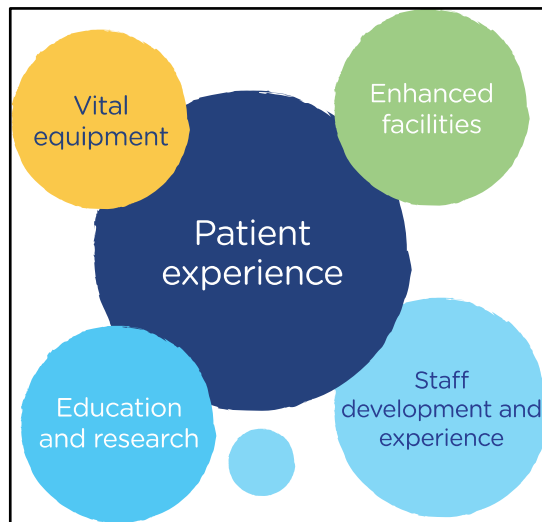 Vital
equipment
Enhanced
facilities
Patient
experience
Education
and research
Staff
development and
experience